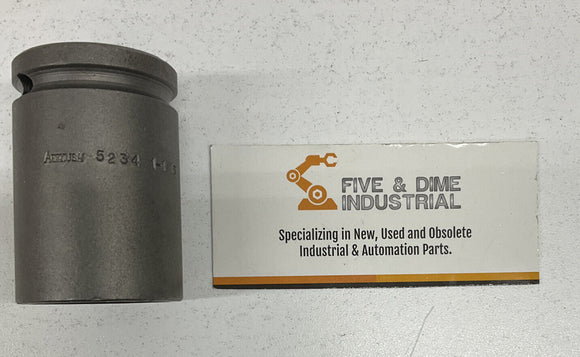 5234
FIVE & DIME
INDUSTRIAL
Specializing in New, Used and Obsolete
Industrial & Automation Parts.